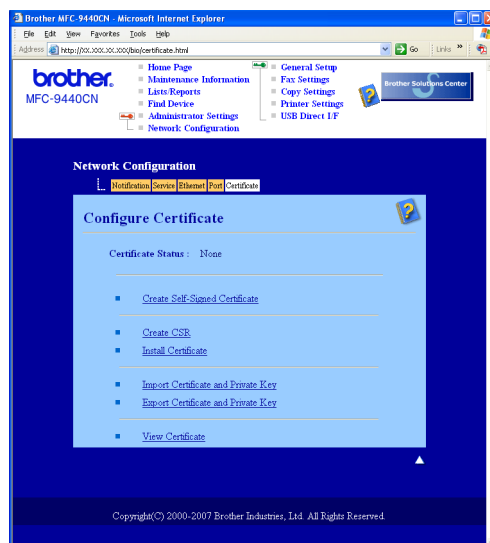 Brother MFC-9440CN - Microsoft Internet Explorer
File Edit View Favorites Tools Help
Address http://XX.XXX.XX.XXX/bio/certificate.html Go Links »
brother.
MFC-9440CN
Home Page
Maintenance Information
Lists/Reports
Find Device
Administrator Settings
Network Configuration
General Setup
Fax Settings
Copy Settings
Printer Settings
USB Direct I/F
Brother Solutions Center
Network Configuration
Notification Service Ethernet Port Certificate
Configure Certificate
Certificate Status : None
Create Self-Signed Certificate
Create CSR
Install Certificate
Import Certificate and Private Key
Export Certificate and Private Key
View Certificate
Copyright(C) 2000-2007 Brother Industries, Ltd. All Rights Reserved.